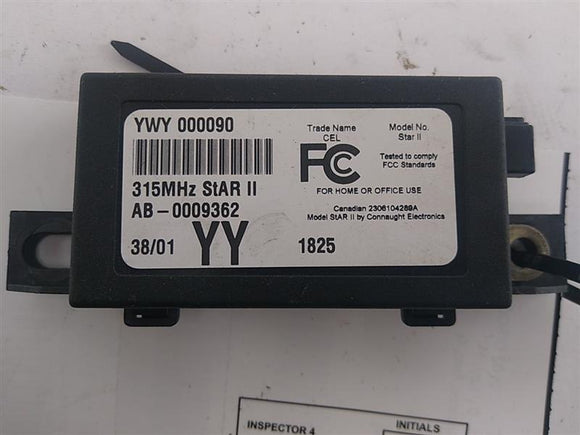 YWY 000090
315MHz StAR II
AB-0009362
38/01 YY 1825
Trade Name
CEL
Model No.
Star II
FC
Tested to comply
FCC Standards
FOR HOME OR OFFICE USE
Canadian 2306104289A
Model StAR II by Connaught Electronics
INSPECTOR 4
INITIALS